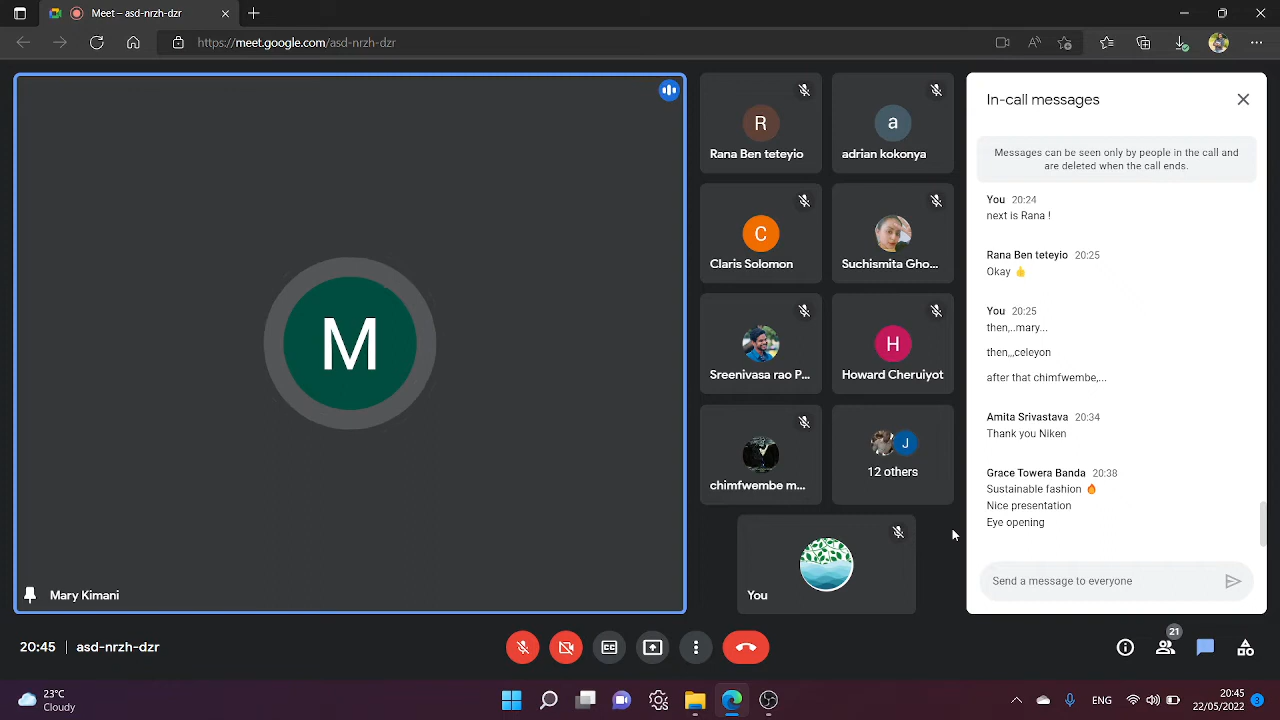 Meet – asd-nrzh-dzr
https://meet.google.com/asd-nrzh-dzr
M
Mary Kimani
R
Rana Ben teteyio
a
adrian kokonya
C
Claris Solomon
Suchismita Gho...
Sreenivasa rao P...
H
Howard Cheruiyot
chimfwembe m...
J
12 others
You
In-call messages
Messages can be seen only by people in the call and
are deleted when the call ends.
You 20:24
next is Rana !
Rana Ben teteyio 20:25
Okay 👍
You 20:25
then,..mary...
then,,,celeyon
after that chimfwembe,...
Amita Srivastava 20:34
Thank you Niken
Grace Towera Banda 20:38
Sustainable fashion 🔥
Nice presentation
Eye opening
Send a message to everyone
20:45 | asd-nrzh-dzr
CC
21
23°C
Cloudy
ENG
20:45
22/05/2022
3